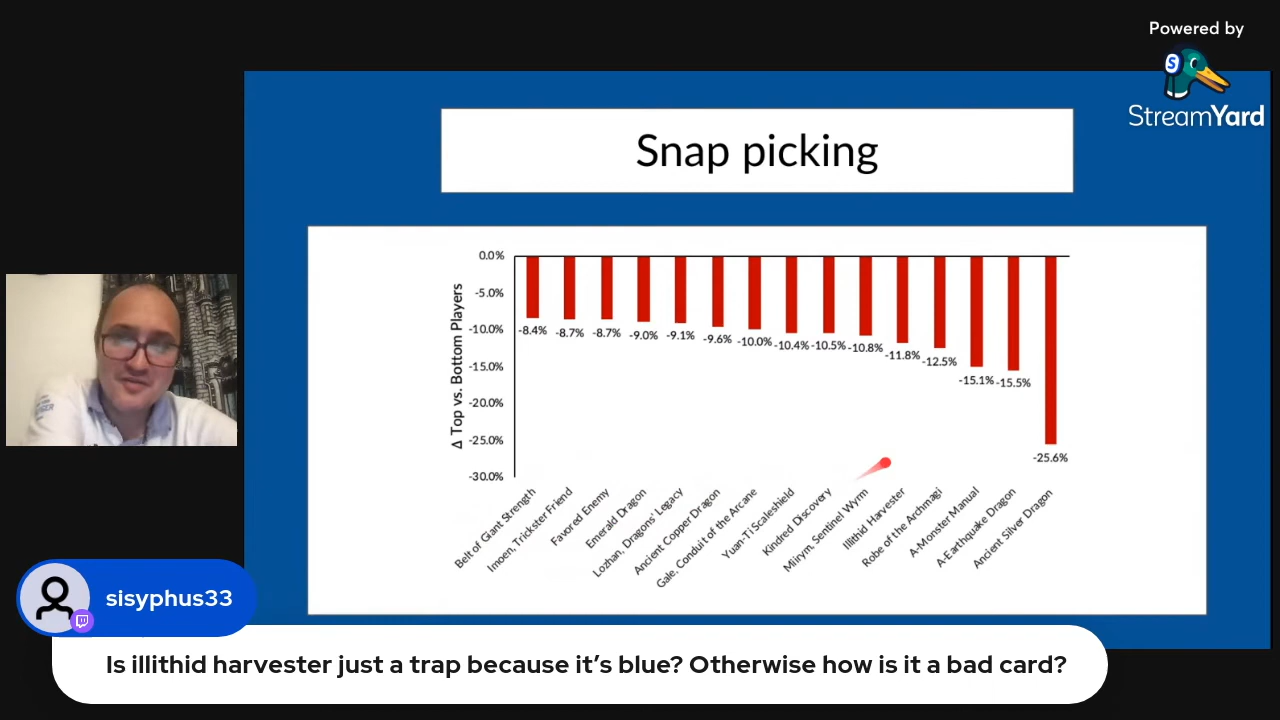 Powered by
StreamYard
Snap picking
Δ Top vs. Bottom Players
0.0%
-5.0%
-10.0%
-15.0%
-20.0%
-25.0%
-30.0%
-8.4%
-8.7%
-8.7%
-9.0%
-9.1%
-9.6%
-10.0%
-10.4%
-10.5%
-10.8%
-11.8%
-12.5%
-15.1%
-15.5%
-25.6%
Belt of Giant Strength
Imoen, Trickster Friend
Favored Enemy
Emerald Dragon
Lozhan, Dragons' Legacy
Ancient Copper Dragon
Gale, Conduit of the Arcane
Yuan-Ti Scaleshield
Kindred Discovery
Miirym, Sentinel Wyrm
Illithid Harvester
Robe of the Archmagi
A-Monster Manual
A-Earthquake Dragon
Ancient Silver Dragon
sisyphus33
Is illithid harvester just a trap because it’s blue? Otherwise how is it a bad card?